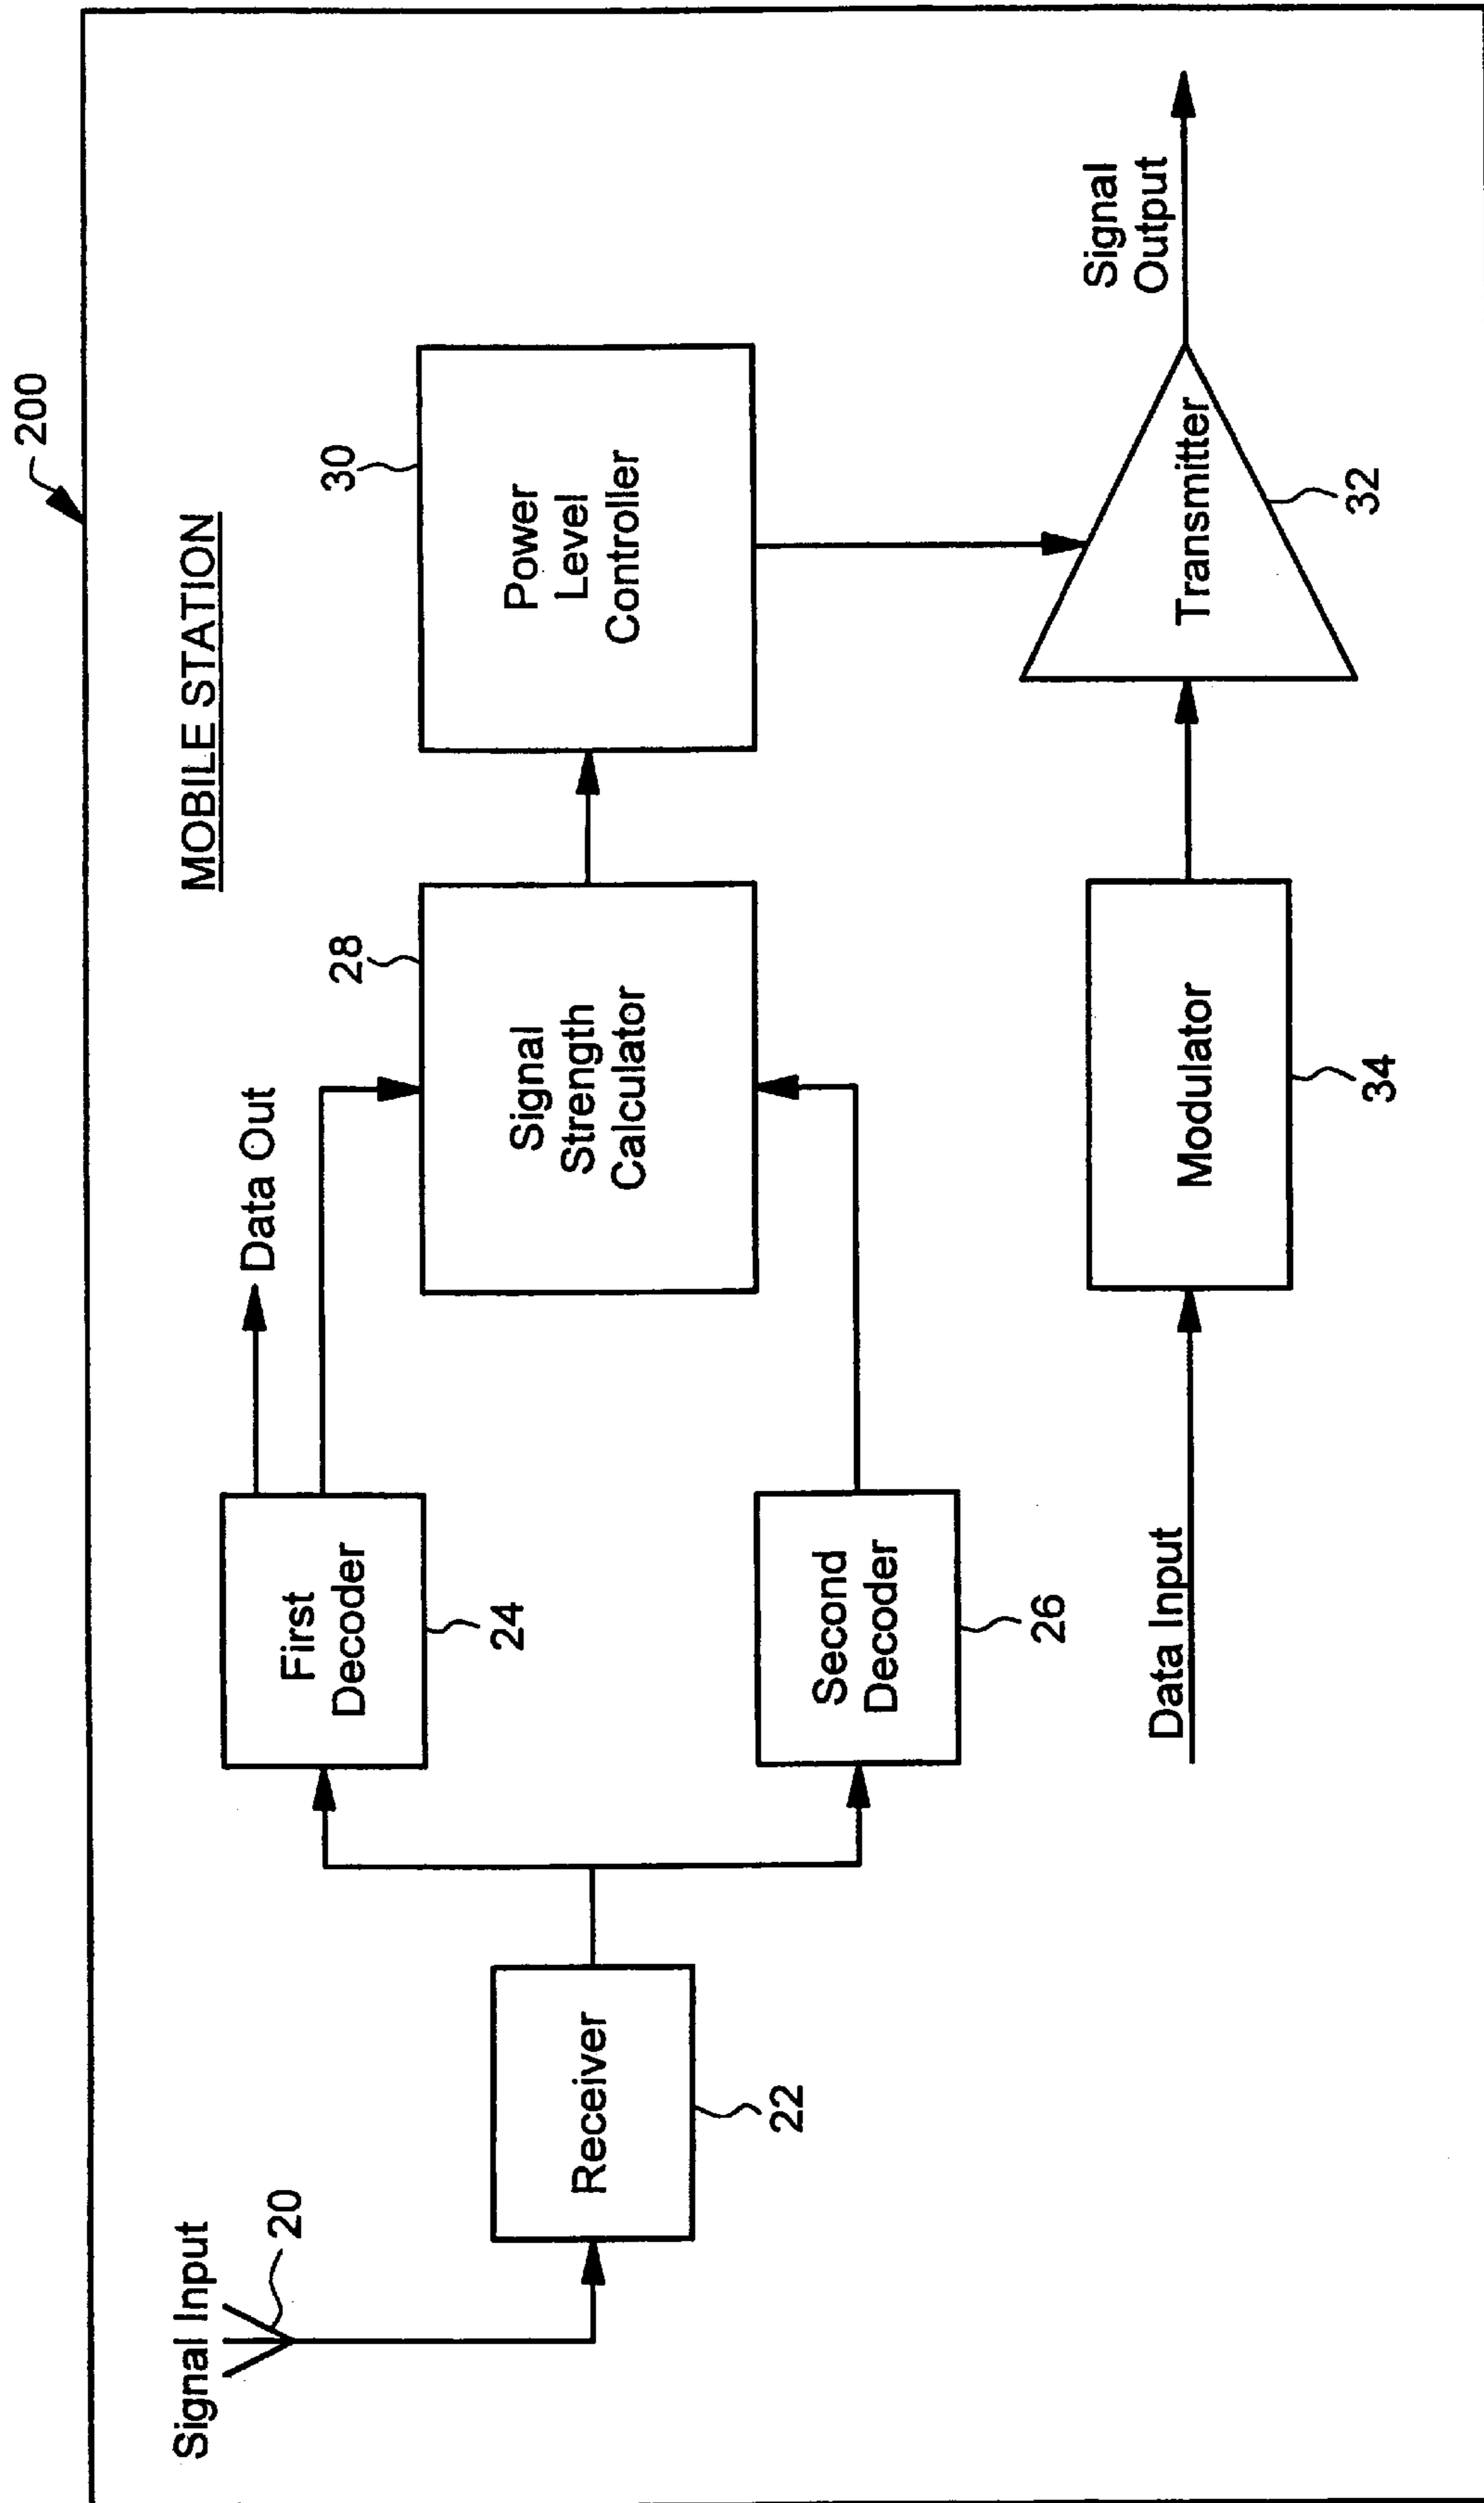 200
MOBILE STATION
Signal Input
20
Receiver
22
First
Decoder
24
Data Out
Second
Decoder
26
Signal
Strength
Calculator
28
Power
Level
Controller
30
Data Input
Modulator
34
Transmitter
32
Signal
Output